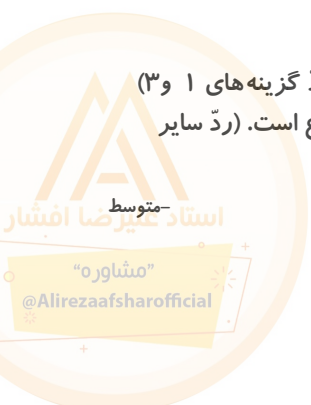 گزینه‌های ۱ و۳)
است. (ردّ سایر
–متوسط
استاد علیرضا افشار
“مشاوره”
@Alirezaafsharofficial